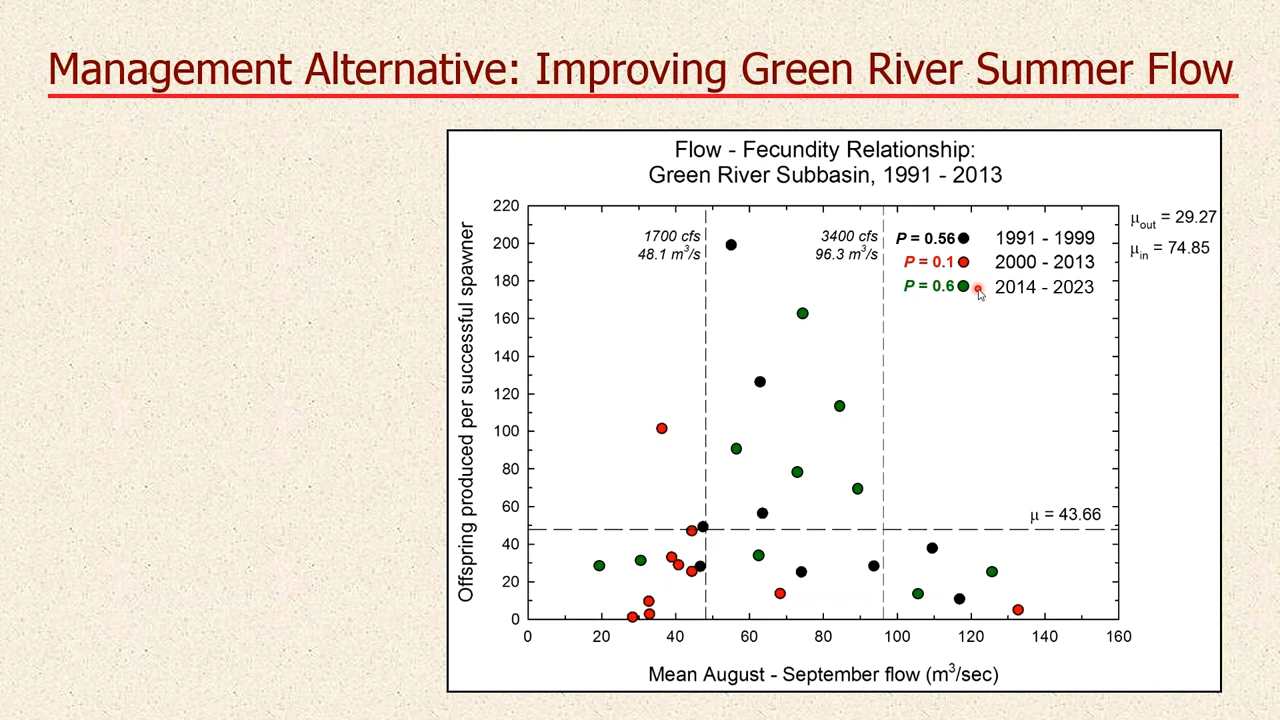 Management Alternative: Improving Green River Summer Flow
Flow - Fecundity Relationship:
Green River Subbasin, 1991 - 2013
220
200
180
160
140
120
100
80
60
40
20
0
Offspring produced per successful spawner
1700 cfs
48.1 m³/s
3400 cfs
96.3 m³/s
P = 0.56 1991 - 1999
P = 0.1 2000 - 2013
P = 0.6 2014 - 2023
μout = 29.27
μin = 74.85
μ = 43.66
0 20 40 60 80 100 120 140 160
Mean August - September flow (m³/sec)